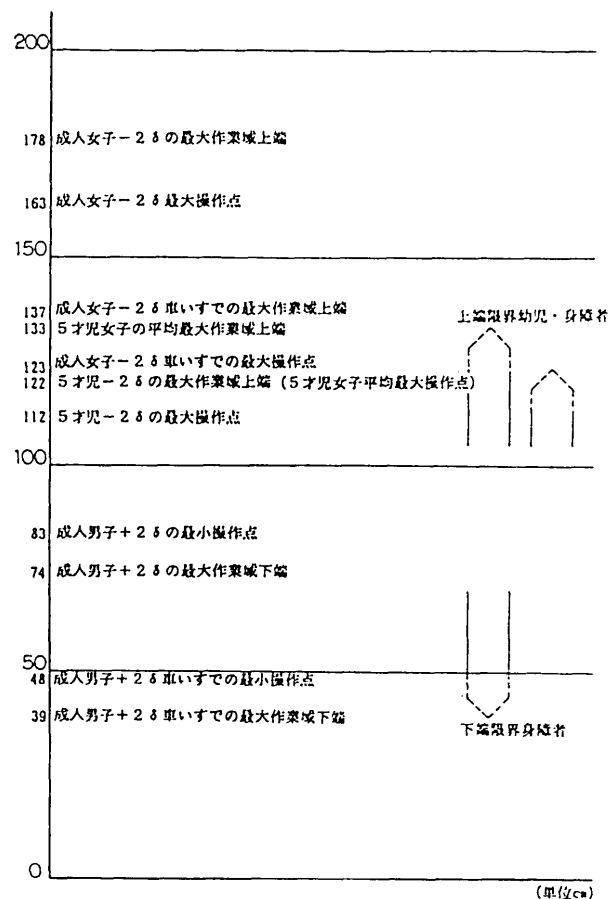 200
178 成人女子－2δの最大作業域上端
163 成人女子－2δ最大操作点
150
137 成人女子－2δ車いすでの最大作業域上端
133 5才児女子の平均最大作業域上端
上端限界幼児・身障者
123 成人女子－2δ車いすでの最大操作点
122 5才児－2δの最大作業域上端（5才児女子平均最大操作点）
112 5才児－2δの最大操作点
100
83 成人男子＋2δの最小操作点
74 成人男子＋2δの最大作業域下端
50
48 成人男子＋2δ車いすでの最小操作点
39 成人男子＋2δ車いすでの最大作業域下端
下端限界身障者
0
（単位cm）